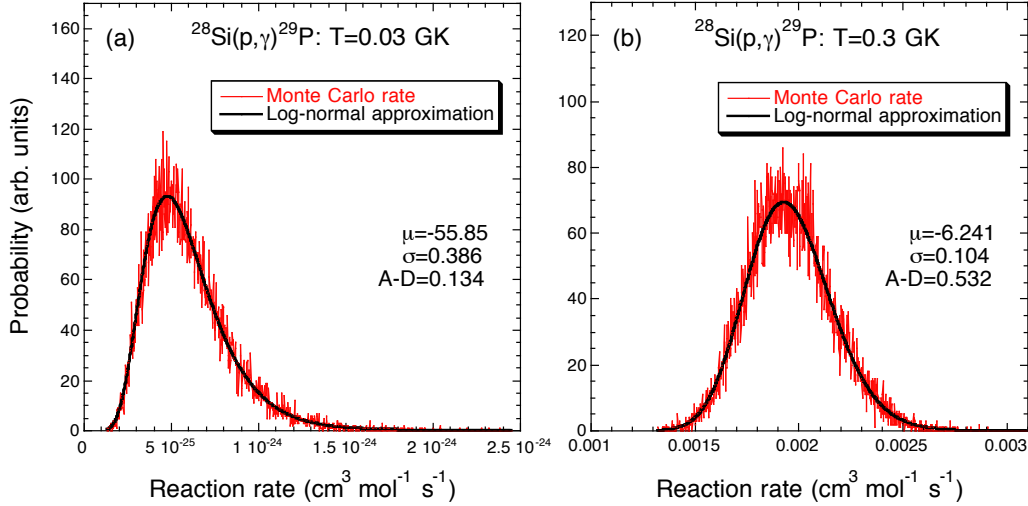 (a) ²⁸Si(p,γ)²⁹P: T=0.03 GK
Monte Carlo rate
Log-normal approximation
μ=-55.85
σ=0.386
A-D=0.134
Probability (arb. units)
160
140
120
100
80
60
40
20
0
0 5 10⁻²⁵ 1 10⁻²⁴ 1 10⁻²⁴ 2 10⁻²⁴ 2 10⁻²⁴
Reaction rate (cm³ mol⁻¹ s⁻¹)
(b) ²⁸Si(p,γ)²⁹P: T=0.3 GK
Monte Carlo rate
Log-normal approximation
μ=-6.241
σ=0.104
A-D=0.532
120
100
80
60
40
20
0
0.001 0.0015 0.002 0.0025 0.003
Reaction rate (cm³ mol⁻¹ s⁻¹)